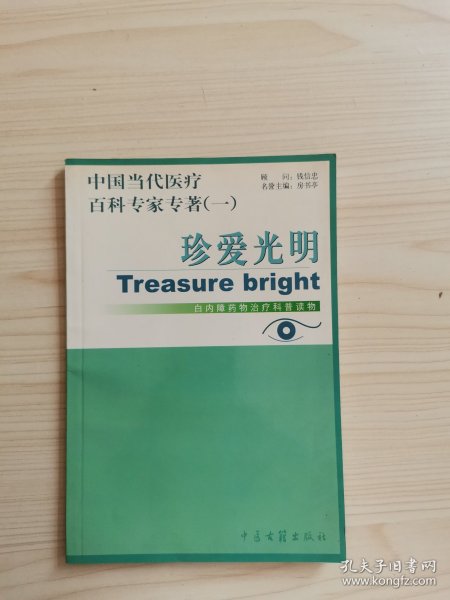 中国当代医疗
百科专家专著(一)
顾 问：钱信忠
名誉主编：房书亭
珍爱光明
Treasure bright
白内障药物治疗科普读物
中医古籍出版社
孔夫子旧书网
www.kongfz.com